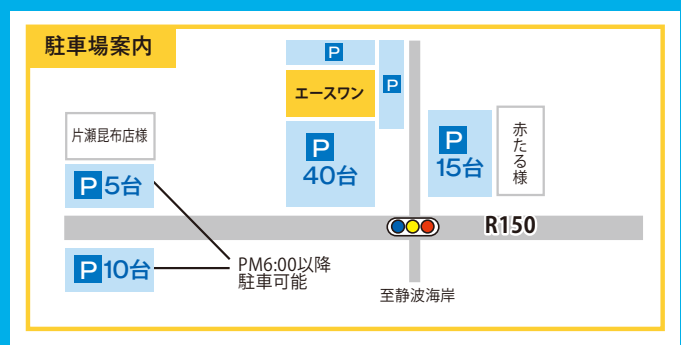 駐車場案内
P
エースワン
P
片瀬昆布店様
P
40台
P
15台
赤たる様
P5台
R150
P10台
PM6:00以降
駐車可能
至静波海岸